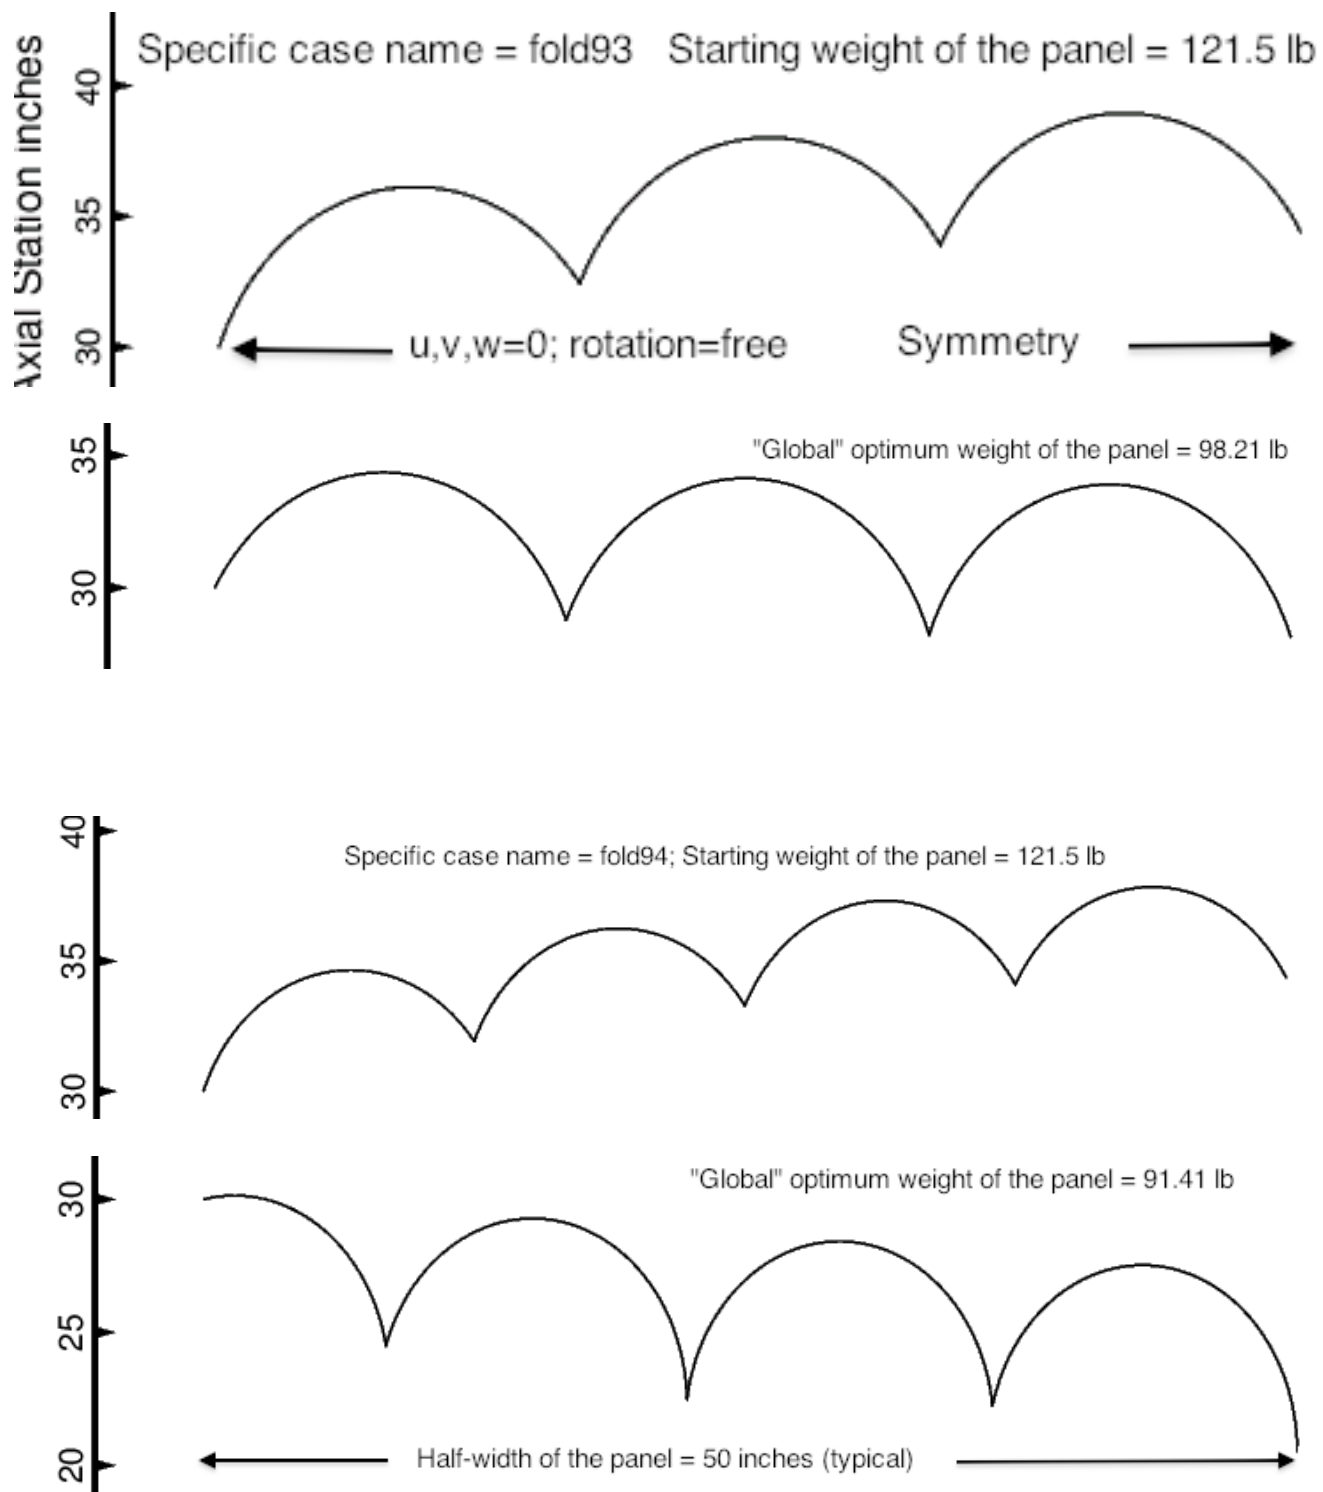 Axial Station inches
Specific case name = fold93 Starting weight of the panel = 121.5 lb
40
35
30
u,v,w=0; rotation=free Symmetry
35
"Global" optimum weight of the panel = 98.21 lb
30
40
Specific case name = fold94; Starting weight of the panel = 121.5 lb
35
30
"Global" optimum weight of the panel = 91.41 lb
30
25
20
Half-width of the panel = 50 inches (typical)